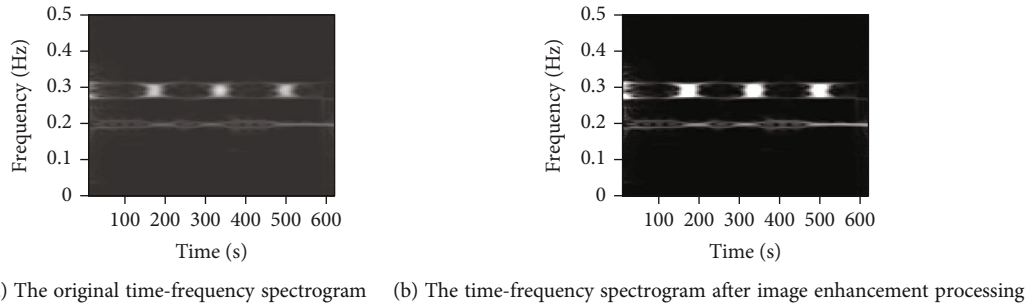 0.5
0.4
0.3
0.2
0.1
0
Frequency (Hz)
100 200 300 400 500 600
Time (s)
) The original time-frequency spectrogram
0.5
0.4
0.3
0.2
0.1
0
Frequency (Hz)
100 200 300 400 500 600
Time (s)
(b) The time-frequency spectrogram after image enhancement processing